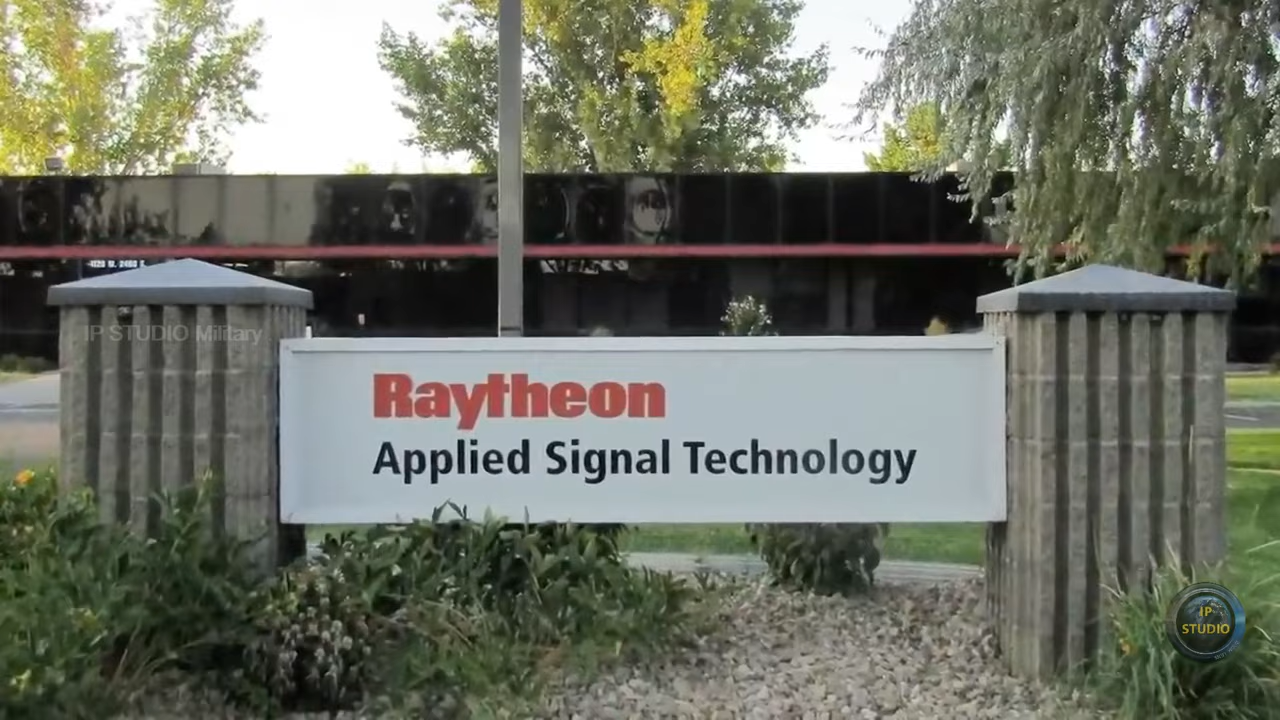 IP STUDIO Military
Raytheon
Applied Signal Technology
IP
STUDIO